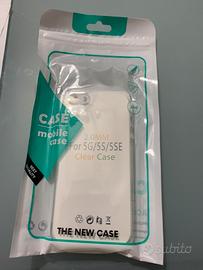 CASE
mobile
case
2.0MM
For 5G/5S/5SE
Clear Case
THE NEW CASE
subito